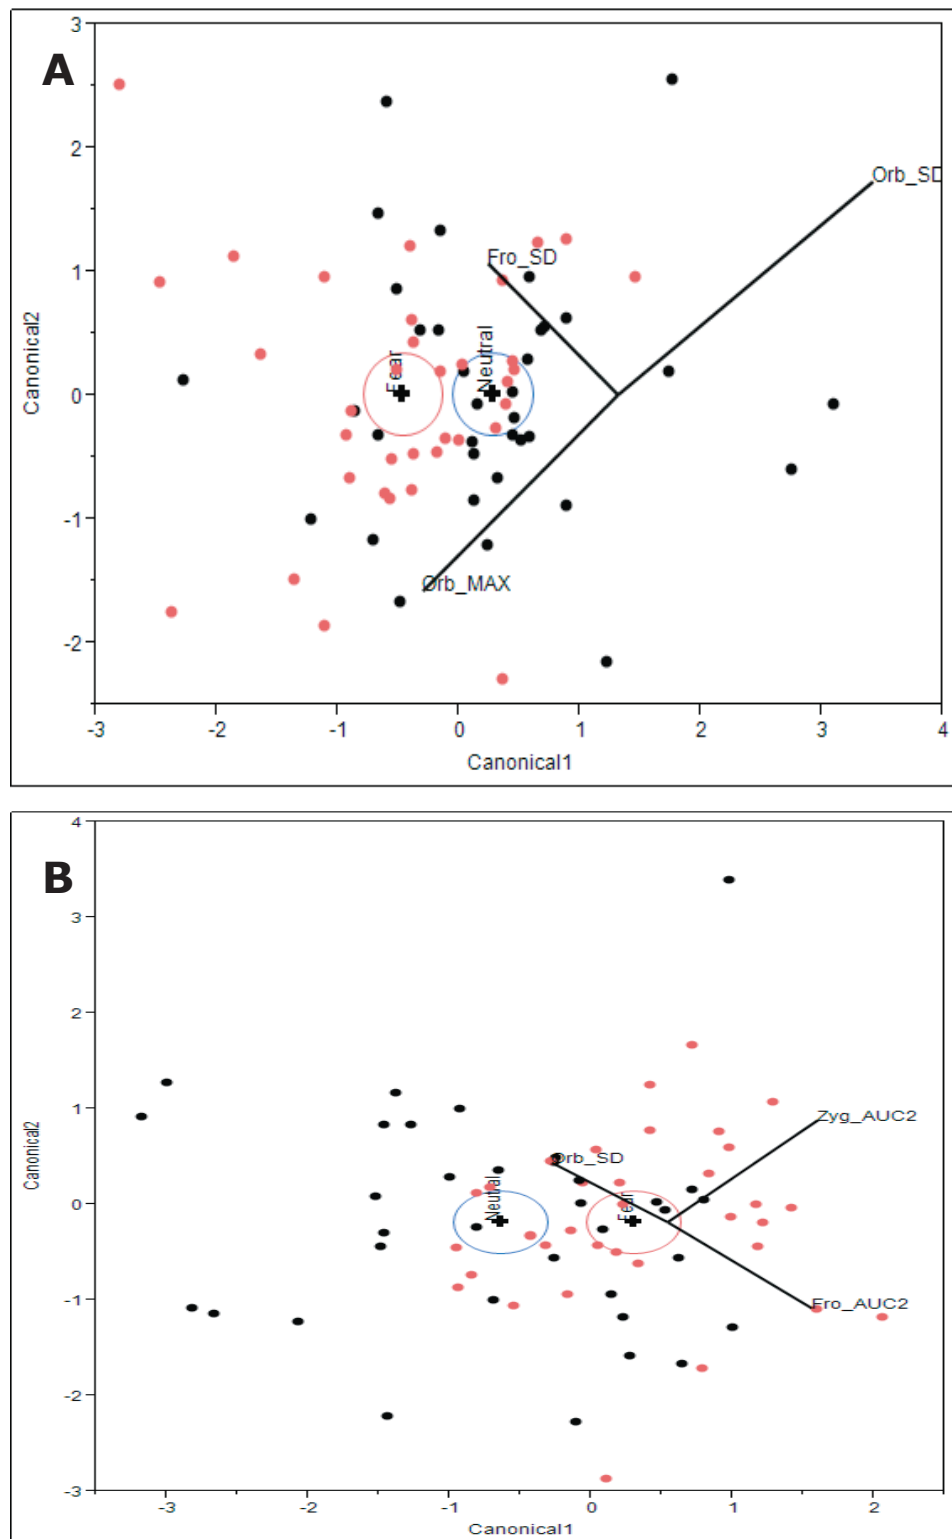 A
3
2
1
0
-1
-2
Canonical2
Orb_SD
Fro_SD
Fear
Neutral
Orb_MAX
-3 -2 -1 0 1 2 3 4
Canonical1
B
4
3
2
1
0
-1
-2
-3
Canonical2
Zyg_AUC2
Orb_SD
Neutral
Fear
Fro_AUC2
-3 -2 -1 0 1 2
Canonical1